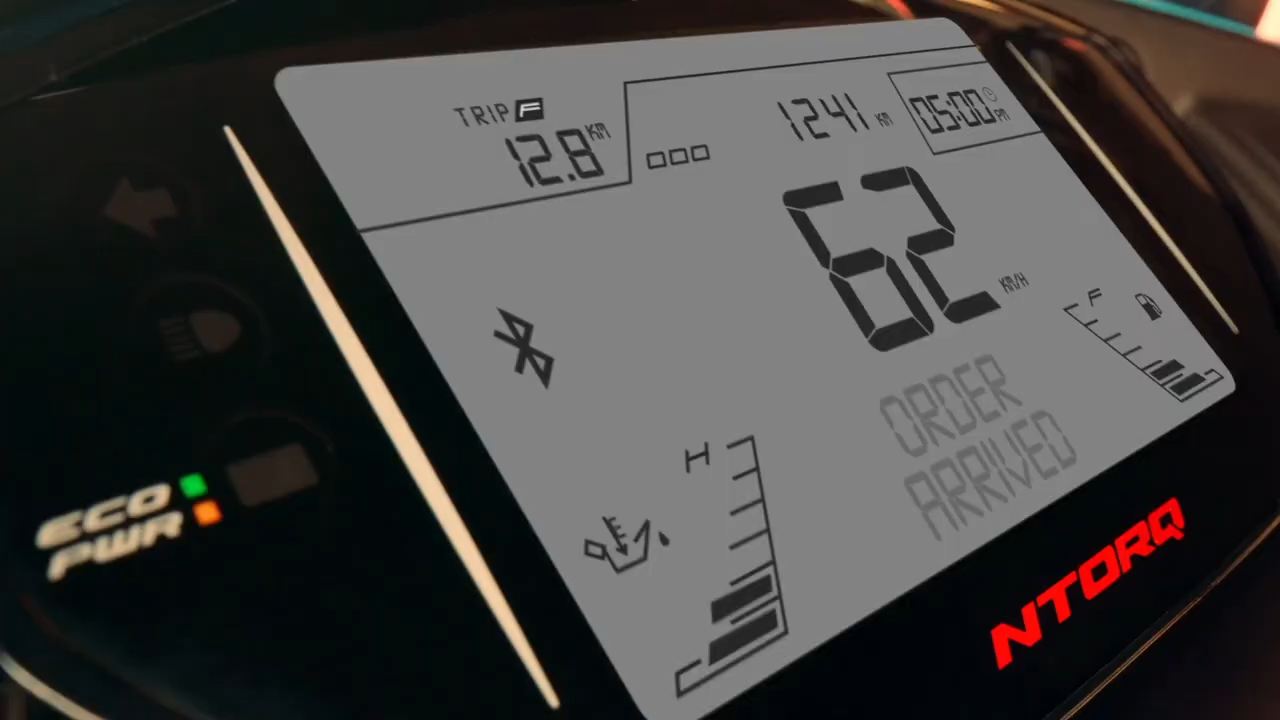 TRIP F
12.8 KM
1241 KM
05:00 PM
62 KM/H
F
H
ORDER
ARRIVED
ECO
PWR
NTORQ